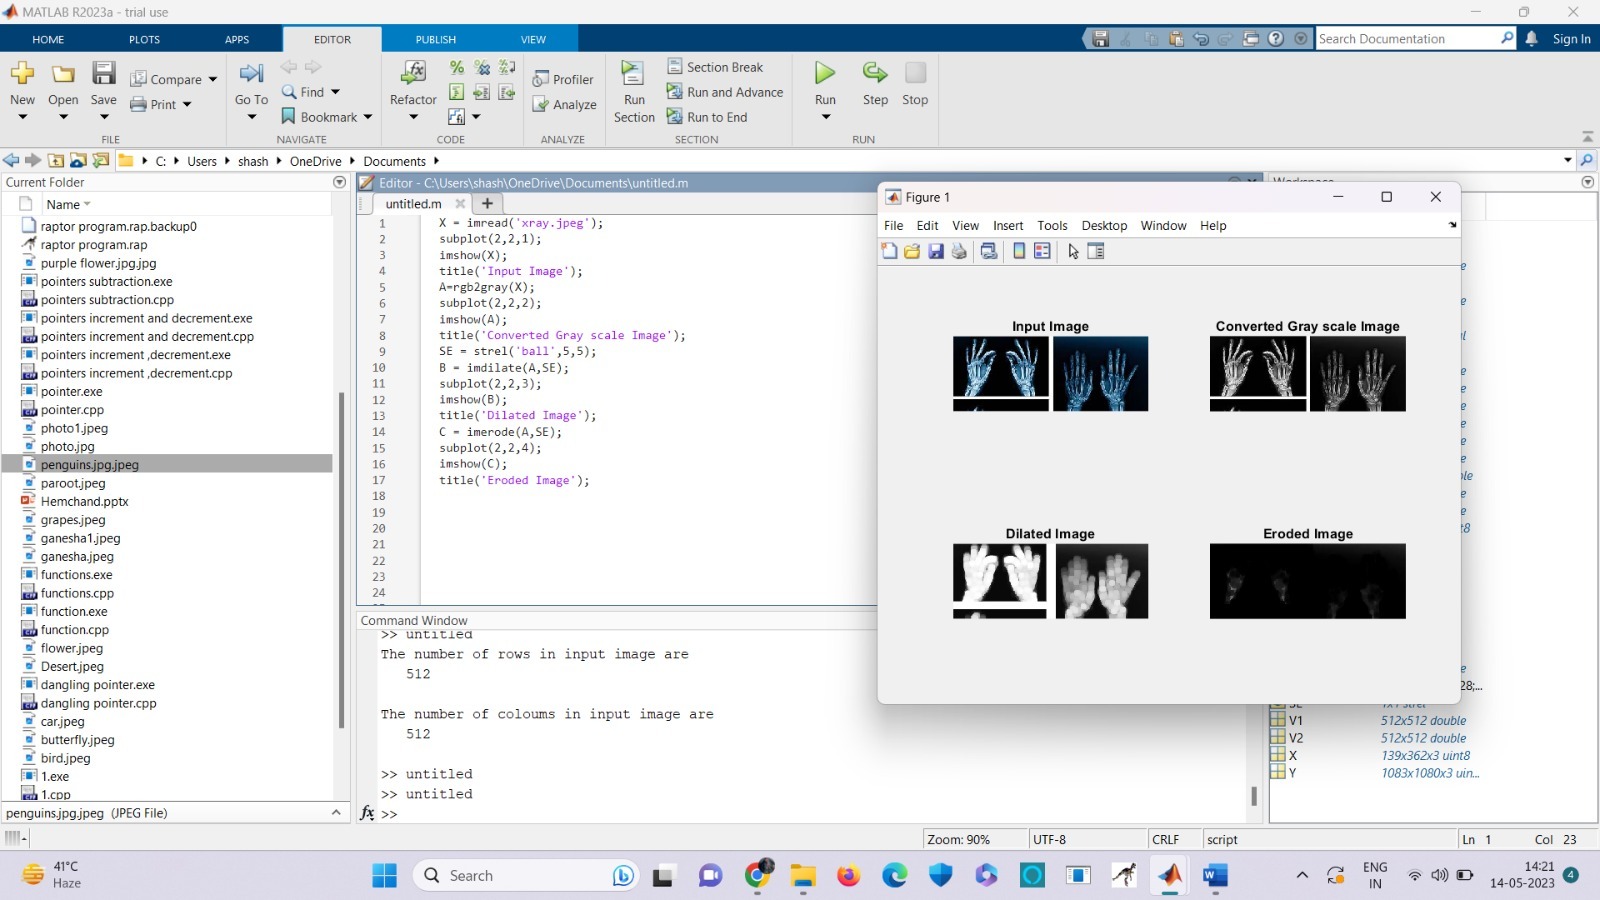 MATLAB R2023a - trial use
HOME PLOTS APPS EDITOR PUBLISH VIEW
Search Documentation
Sign In
New Open Save Compare Print
FILE
Go To Find Bookmark
NAVIGATE
Refactor
CODE
Profiler
Analyze
ANALYZE
Run Section
Section Break
Run and Advance
Run to End
SECTION
Run Step Stop
RUN
C: Users shash OneDrive Documents
Current Folder
Name
raptor program.rap.backup0
raptor program.rap
purple flower.jpg.jpg
pointers subtraction.exe
pointers subtraction.cpp
pointers increment and decrement.exe
pointers increment and decrement.cpp
pointers increment ,decrement.exe
pointers increment ,decrement.cpp
pointer.exe
pointer.cpp
photo1.jpeg
photo.jpg
penguins.jpg.jpeg
paroot.jpeg
Hemchand.pptx
grapes.jpeg
ganesha1.jpeg
ganesha.jpeg
functions.exe
functions.cpp
function.exe
function.cpp
flower.jpeg
Desert.jpeg
dangling pointer.exe
dangling pointer.cpp
car.jpeg
butterfly.jpeg
bird.jpeg
1.exe
1.cpp
penguins.jpg.jpeg (JPEG File)
Editor - C:\Users\shash\OneDrive\Documents\untitled.m
untitled.m
1 X = imread('xray.jpeg');
2 subplot(2,2,1);
3 imshow(X);
4 title('Input Image');
5 A=rgb2gray(X);
6 subplot(2,2,2);
7 imshow(A);
8 title('Converted Gray scale Image');
9 SE = strel('ball',5,5);
10 B = imdilate(A,SE);
11 subplot(2,2,3);
12 imshow(B);
13 title('Dilated Image');
14 C = imerode(A,SE);
15 subplot(2,2,4);
16 imshow(C);
17 title('Eroded Image');
18
19
20
21
22
23
24
Command Window
>> untitled
The number of rows in input image are
512
The number of coloums in input image are
512
>> untitled
>> untitled
fx >>
Figure 1
File Edit View Insert Tools Desktop Window Help
Input Image
Converted Gray scale Image
Dilated Image
Eroded Image
28;...
V1 512x512 double
V2 512x512 double
X 139x362x3 uint8
Y 1083x1080x3 uin...
Zoom: 90% UTF-8 CRLF script Ln 1 Col 23
41°C
Haze
Search
ENG
IN
14:21
14-05-2023
4